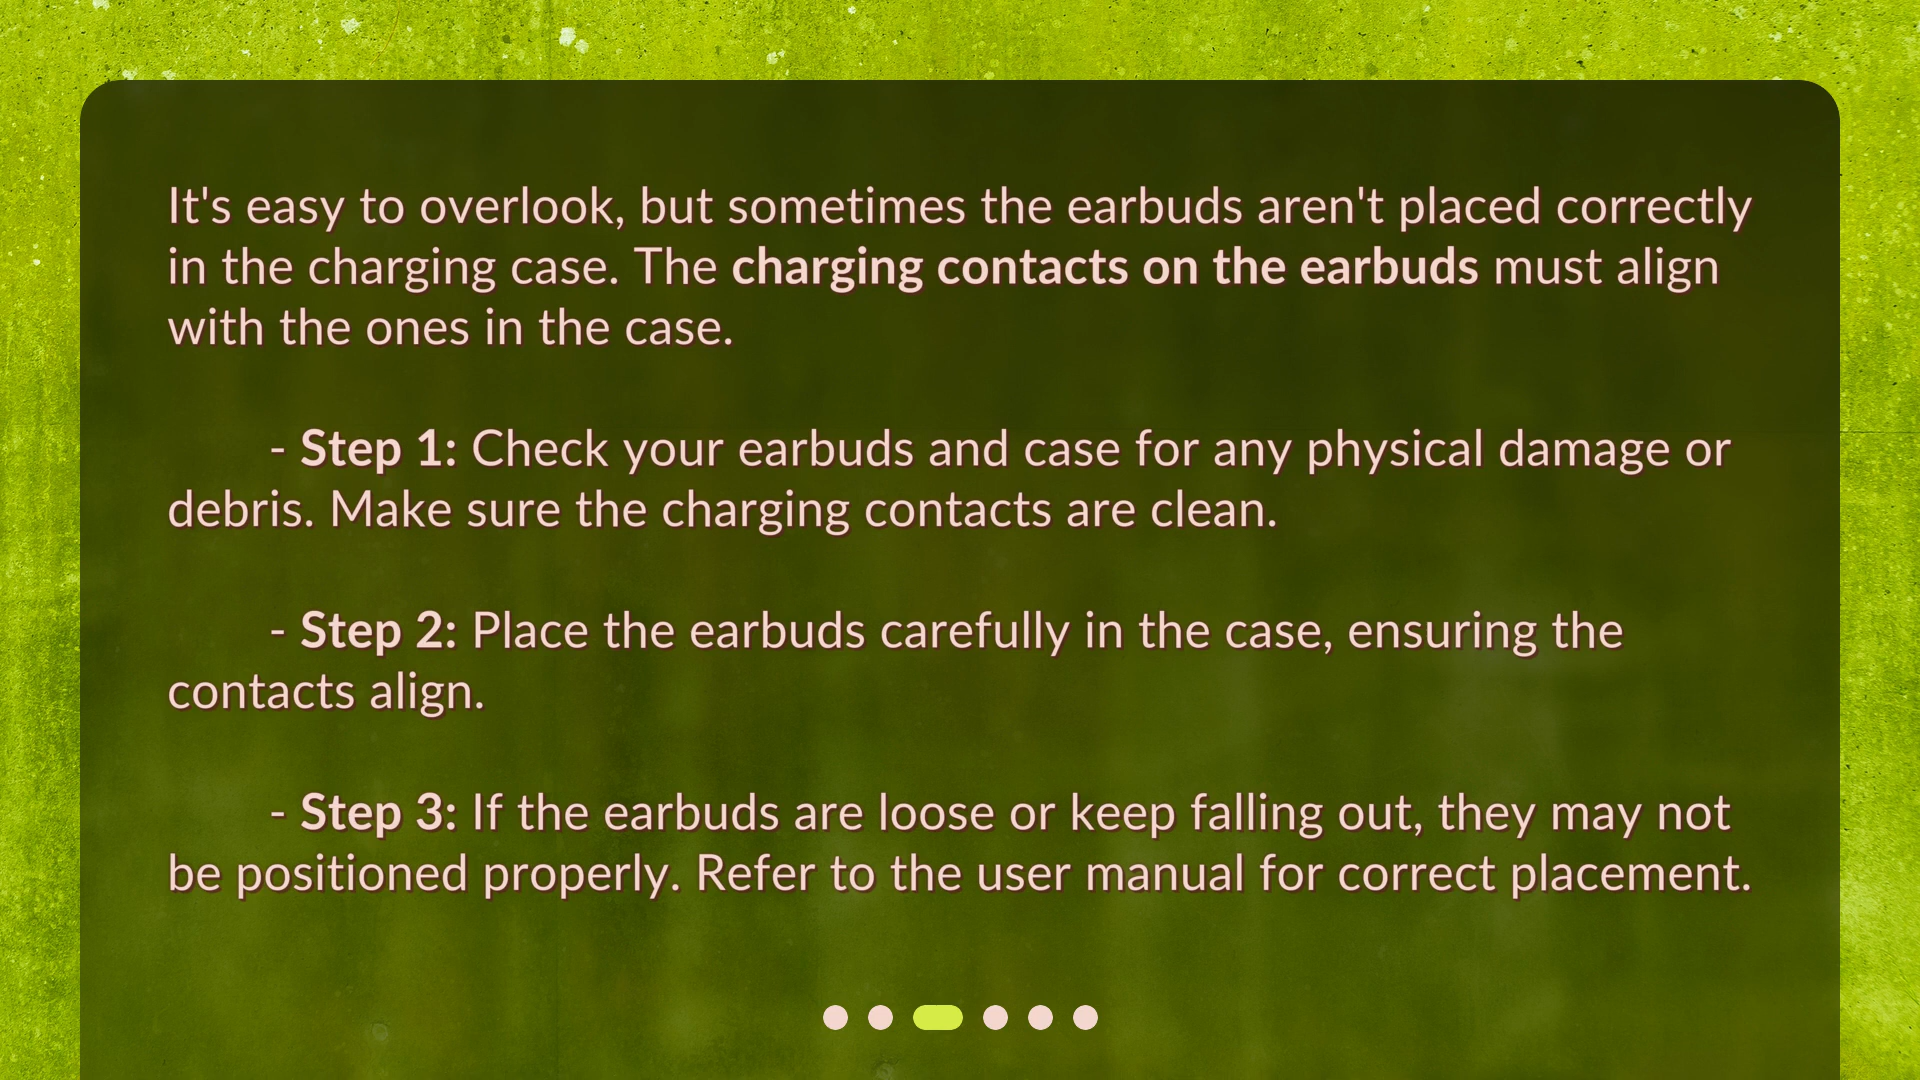 It's easy to overlook, but sometimes the earbuds aren't placed correctly
in the charging case. The charging contacts on the earbuds must align
with the ones in the case.
- Step 1: Check your earbuds and case for any physical damage or
debris. Make sure the charging contacts are clean.
- Step 2: Place the earbuds carefully in the case, ensuring the
contacts align.
- Step 3: If the earbuds are loose or keep falling out, they may not
be positioned properly. Refer to the user manual for correct placement.